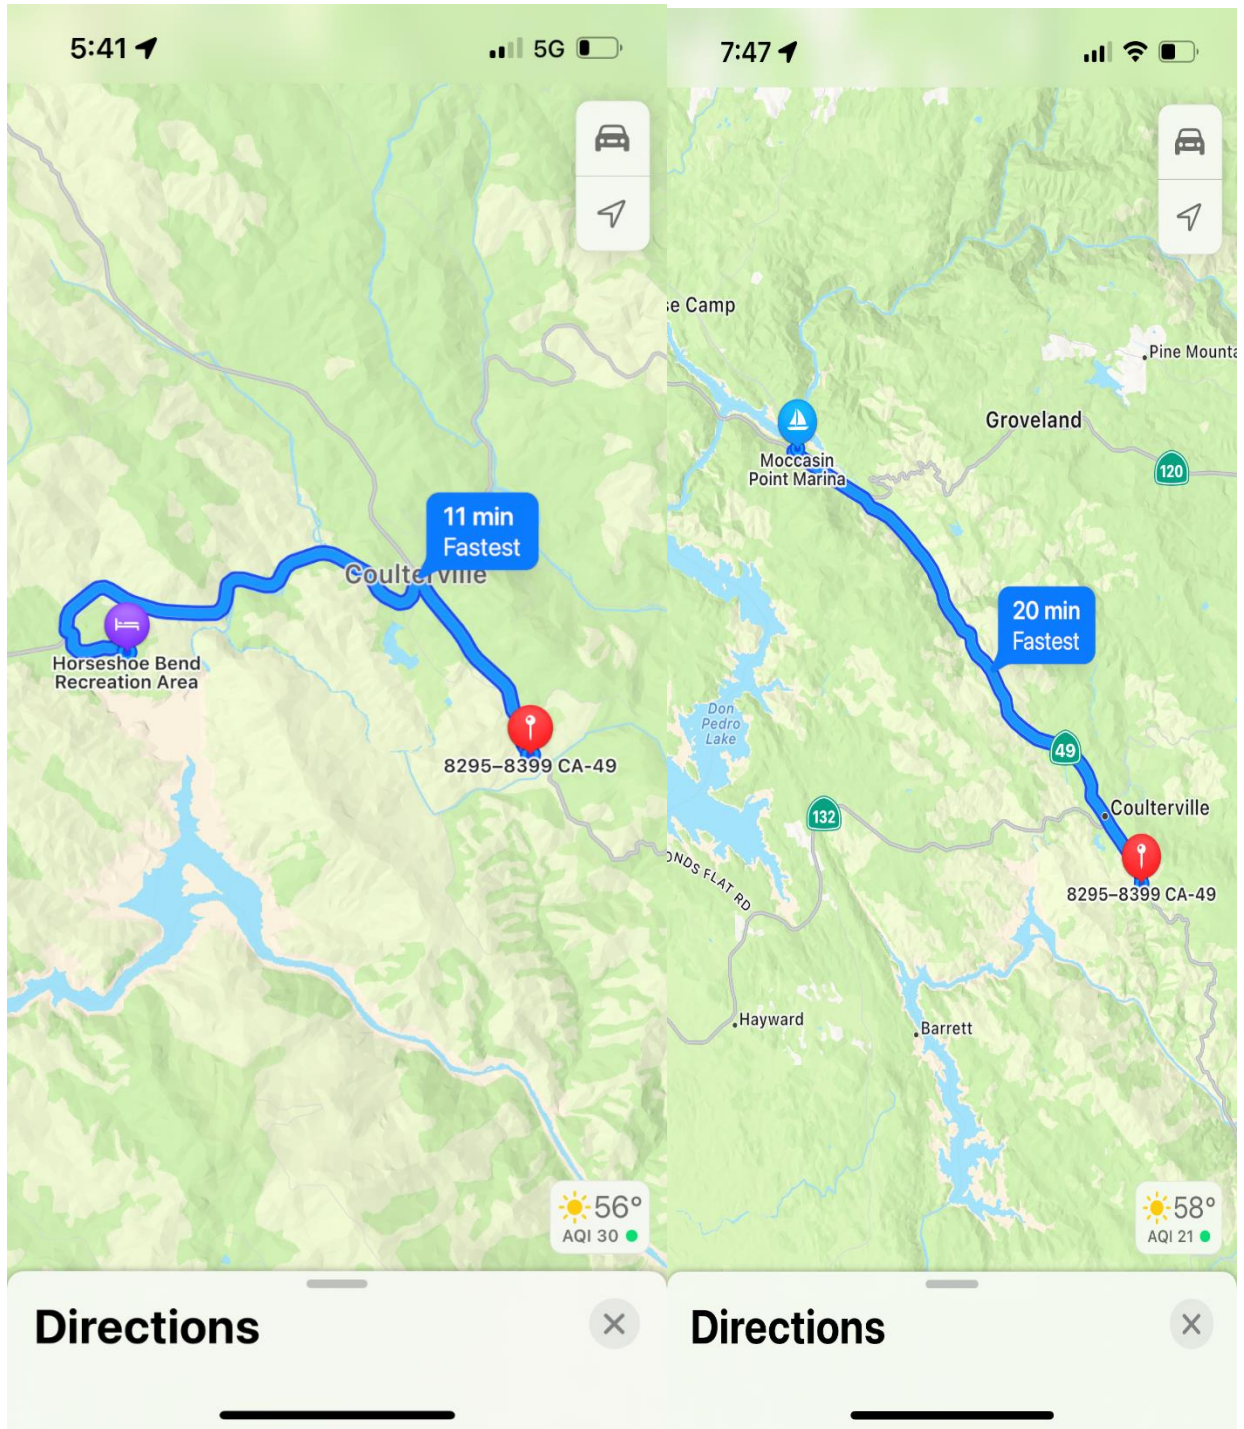 5:41
5G
11 min
Fastest
Coulterville
Horseshoe Bend
Recreation Area
8295–8399 CA-49
56°
AQI 30
Directions
7:47
se Camp
Pine Mounta
Groveland
120
Moccasin
Point Marina
20 min
Fastest
Don
Pedro
Lake
49
132
Coulterville
ONDS FLAT RD
8295–8399 CA-49
Hayward
Barrett
58°
AQI 21
Directions